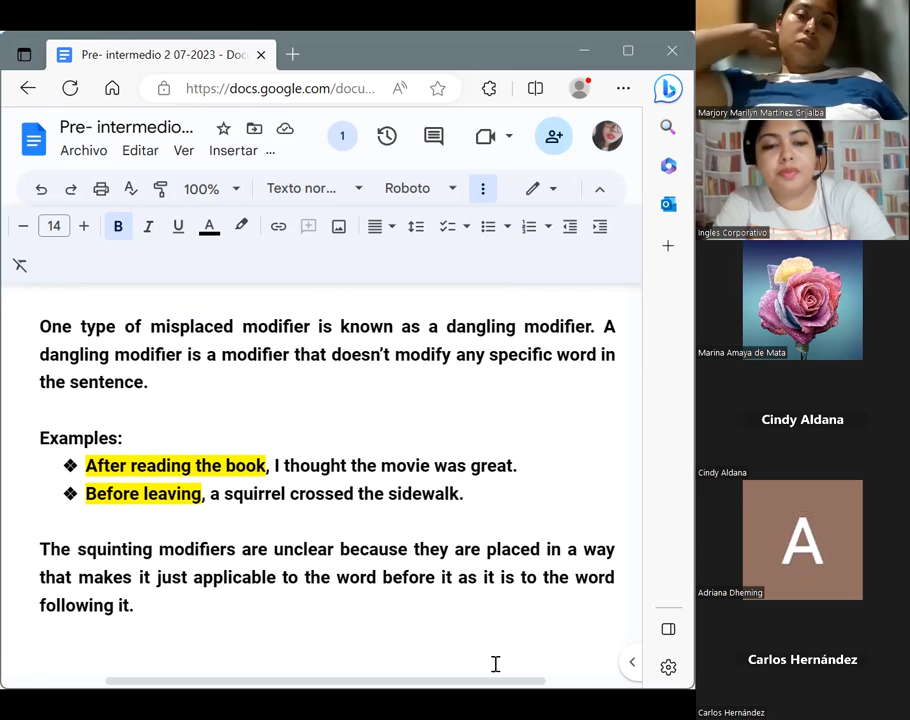 Pre- intermedio 2 07-2023 - Doc
https://docs.google.com/docu...
Pre- intermedio...
Archivo Editar Ver Insertar ...
1
100% Texto nor... Roboto
14 B I U A
One type of misplaced modifier is known as a dangling modifier. A
dangling modifier is a modifier that doesn’t modify any specific word in
the sentence.
Examples:
❖ After reading the book, I thought the movie was great.
❖ Before leaving, a squirrel crossed the sidewalk.
The squinting modifiers are unclear because they are placed in a way
that makes it just applicable to the word before it as it is to the word
following it.
Marjory Marilyn Martinez Grijalba
Ingles Corporativo
Marina Amaya de Mata
Cindy Aldana
Cindy Aldana
A
Adriana Dheming
Carlos Hernández
Carlos Hernández